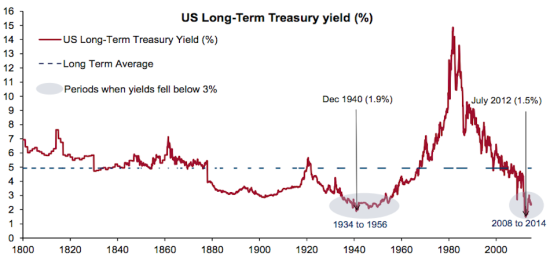 US Long-Term Treasury yield (%)
16
15
14
13
12
11
10
9
8
7
6
5
4
3
2
1
0
US Long-Term Treasury Yield (%)
Long Term Average
Periods when yields fell below 3%
Dec 1940 (1.9%)
July 2012 (1.5%)
1934 to 1956
2008 to 2014
1800 1820 1840 1860 1880 1900 1920 1940 1960 1980 2000